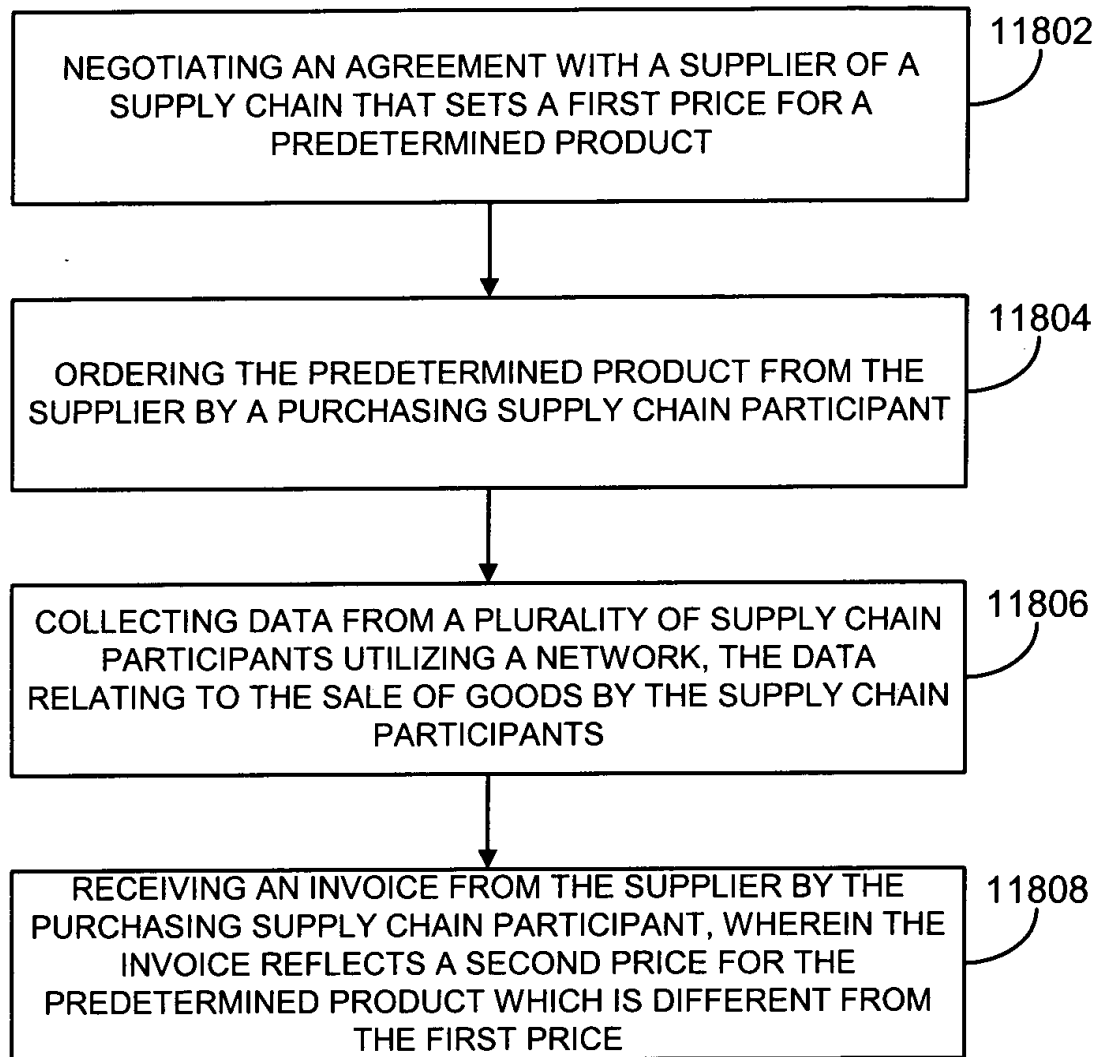 11802
NEGOTIATING AN AGREEMENT WITH A SUPPLIER OF A
SUPPLY CHAIN THAT SETS A FIRST PRICE FOR A
PREDETERMINED PRODUCT
11804
ORDERING THE PREDETERMINED PRODUCT FROM THE
SUPPLIER BY A PURCHASING SUPPLY CHAIN PARTICIPANT
11806
COLLECTING DATA FROM A PLURALITY OF SUPPLY CHAIN
PARTICIPANTS UTILIZING A NETWORK, THE DATA
RELATING TO THE SALE OF GOODS BY THE SUPPLY CHAIN
PARTICIPANTS
11808
RECEIVING AN INVOICE FROM THE SUPPLIER BY THE
PURCHASING SUPPLY CHAIN PARTICIPANT, WHEREIN THE
INVOICE REFLECTS A SECOND PRICE FOR THE
PREDETERMINED PRODUCT WHICH IS DIFFERENT FROM
THE FIRST PRICE